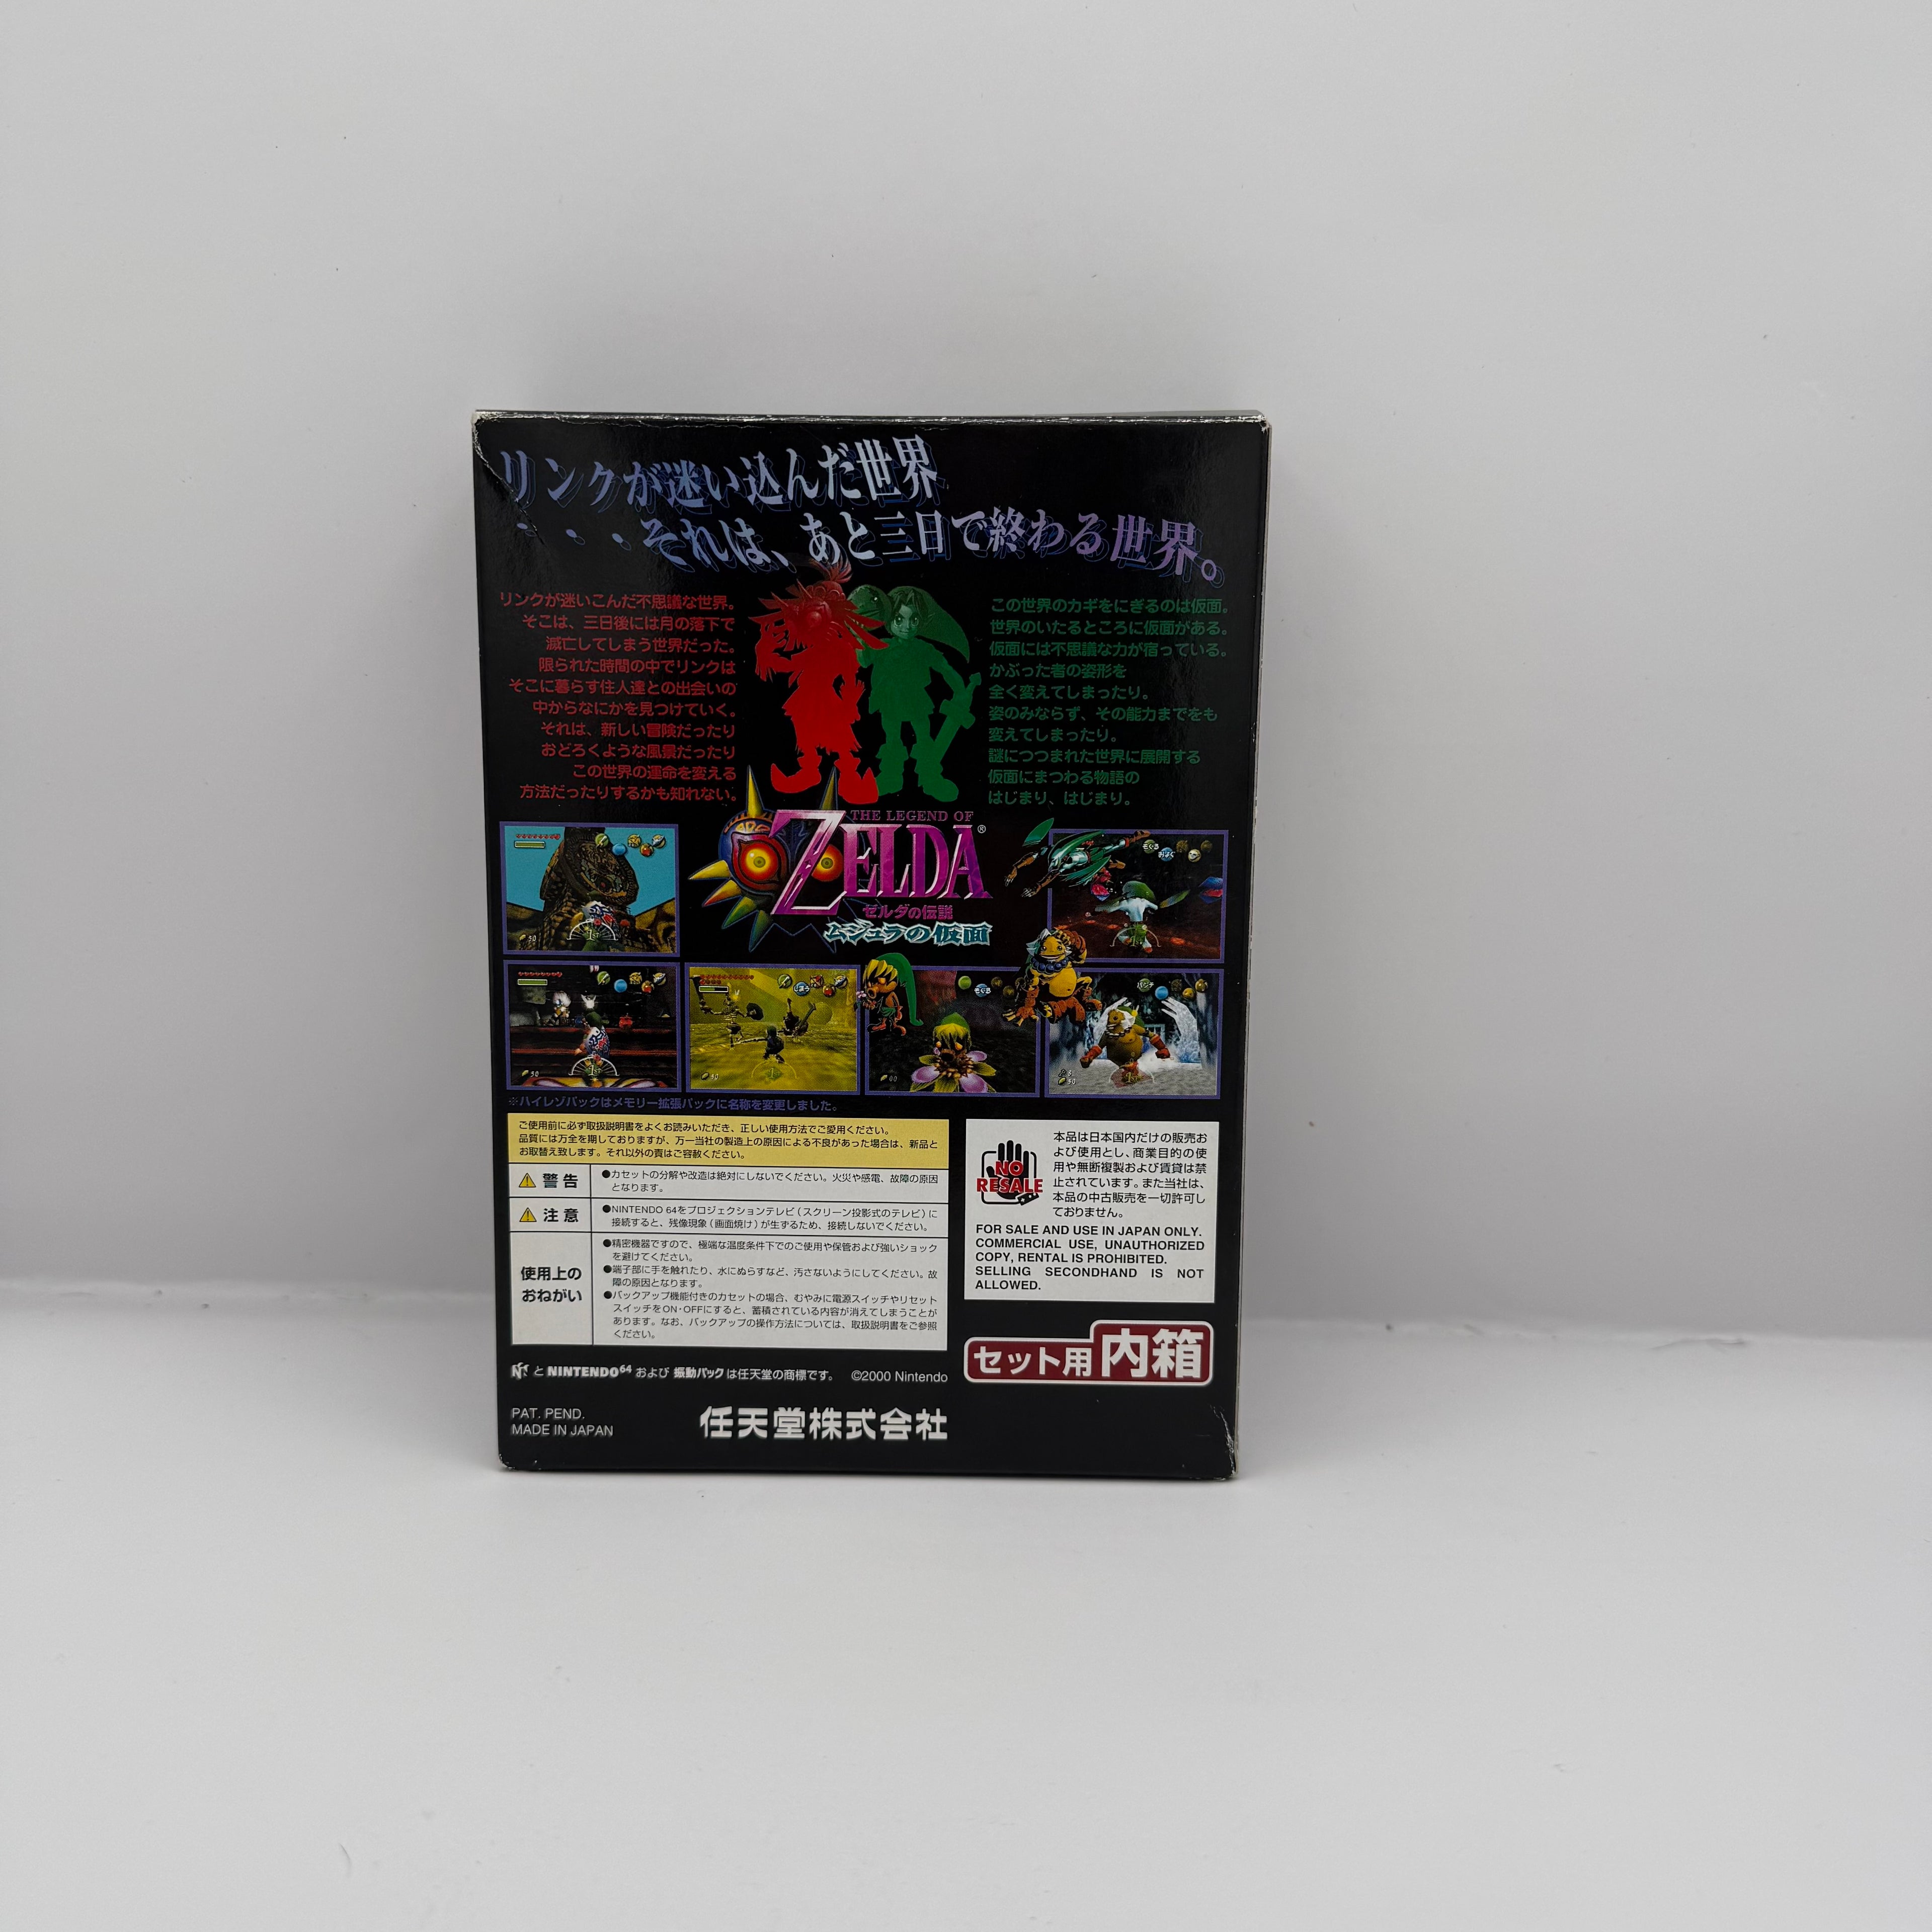 リンクが迷い込んだ世界
・・・それは、あと三日で終わる世界。
リンクが迷いこんだ不思議な世界。
そこは、三日後には月の落下で
滅亡してしまう世界だった。
限られた時間の中でリンクは
そこに暮らす住人達との出会いの
中からなにかを見つけていく。
それは、新しい冒険だったり
おどろくような風景だったり
この世界の運命を変える
方法だったりするかも知れない。
この世界のカギをにぎるのは仮面。
世界のいたるところに仮面がある。
仮面には不思議な力が宿っている。
かぶった者の姿形を
全く変えてしまったり。
姿のみならず、その能力までをも
変えてしまったり。
謎につつまれた世界に展開する
仮面にまつわる物語の
はじまり、はじまり。
THE LEGEND OF
ZELDA®
ゼルダの伝説
ムジュラの仮面
※ハイレゾパックはメモリー拡張パックに名称を変更しました。
ご使用前に必ず取扱説明書をよくお読みいただき、正しい使用方法でご愛用ください。
品質には万全を期しておりますが、万一当社の製造上の原因による不良があった場合は、新品と
お取替え致します。それ以外の責はご容赦ください。
警告
●カセットの分解や改造は絶対にしないでください。火災や感電、故障の原因
となります。
注意
●NINTENDO 64をプロジェクションテレビ(スクリーン投影式のテレビ)に
接続すると、残像現象(画面焼け)が生ずるため、接続しないでください。
使用上の
おねがい
●精密機器ですので、極端な温度条件下でのご使用や保管および強いショック
を避けてください。
●端子部に手を触れたり、水にぬらすなど、汚さないようにしてください。故
障の原因となります。
●バックアップ機能付きのカセットの場合、むやみに電源スイッチやリセット
スイッチをON・OFFにすると、蓄積されている内容が消えてしまうことが
あります。なお、バックアップの操作方法については、取扱説明書をご参照
ください。
NO
RESALE
本品は日本国内だけの販売お
よび使用とし、商業目的の使
用や無断複製および賃貸は禁
止されています。また当社は、
本品の中古販売を一切許可し
ておりません。
FOR SALE AND USE IN JAPAN ONLY.
COMMERCIAL USE, UNAUTHORIZED
COPY, RENTAL IS PROHIBITED.
SELLING SECONDHAND IS NOT
ALLOWED.
セット用 内箱
と NINTENDO64 および 振動パック は任天堂の商標です。 ©2000 Nintendo
PAT. PEND.
MADE IN JAPAN
任天堂株式会社